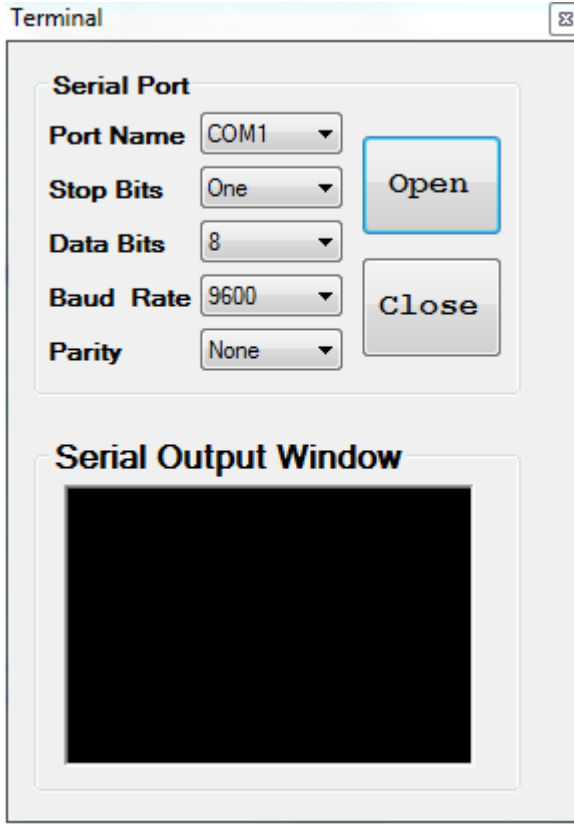 Terminal
Serial Port
Port Name COM1
Open
Stop Bits One
Data Bits 8
Baud Rate 9600
Close
Parity None
Serial Output Window